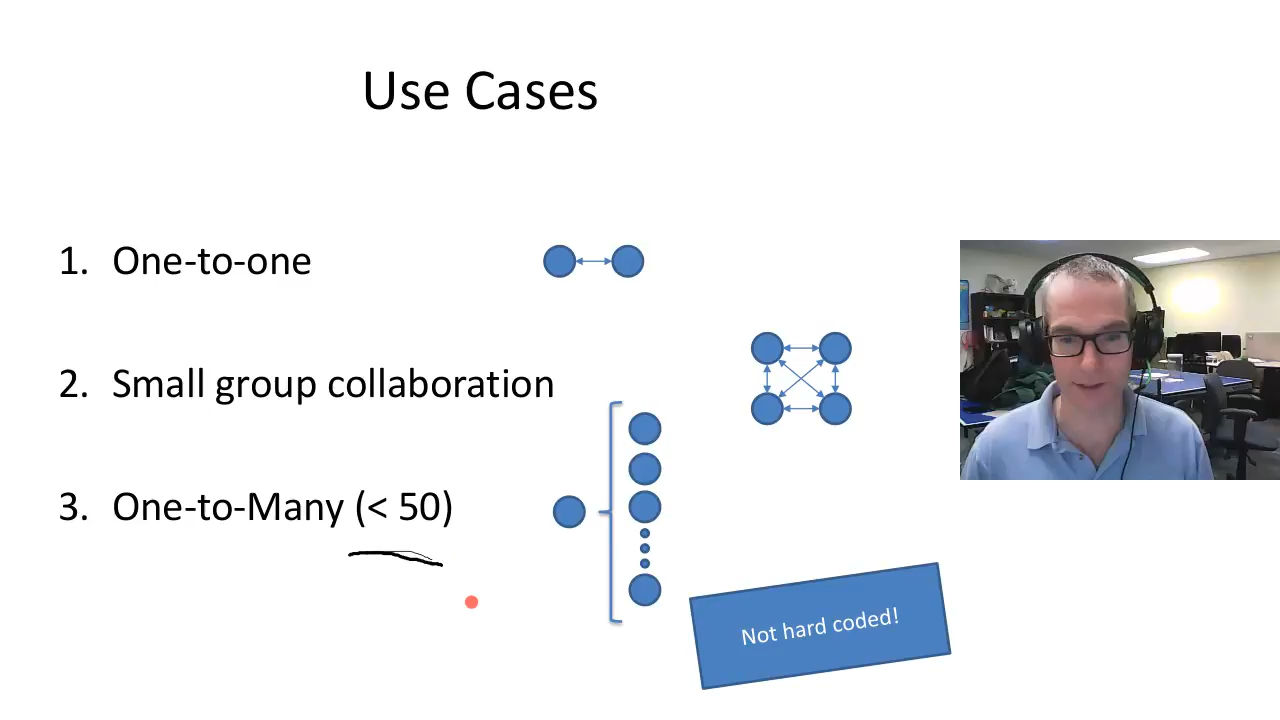 Use Cases
1. One-to-one
2. Small group collaboration
3. One-to-Many (< 50)
Not hard coded!